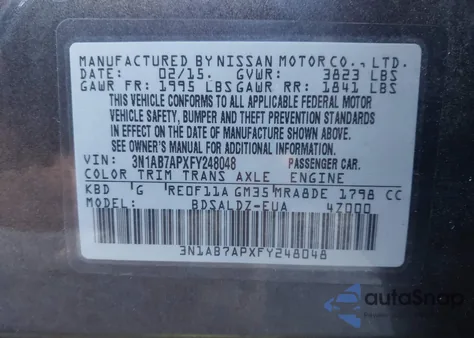 MANUFACTURED BY NISSAN MOTOR CO., LTD.
DATE: 02/15. GVWR: 3823 LBS
GAWR FR: 1995 LBS GAWR RR: 1841 LBS
THIS VEHICLE CONFORMS TO ALL APPLICABLE FEDERAL MOTOR
VEHICLE SAFETY, BUMPER AND THEFT PREVENTION STANDARDS
IN EFFECT ON THE DATE OF MANUFACTURE SHOWN ABOVE.
SEE OWNER'S MANUAL FOR ADDITIONAL INFORMATION.
VIN: 3N1AB7APXFY248048 PASSENGER CAR.
COLOR TRIM TRANS AXLE ENGINE
KBD G RE0F11A GM35 MRA8DE 1798 CC
MODEL: BDSALDZ-EUA 47000
3N1AB7APXFY248048
autoSnap